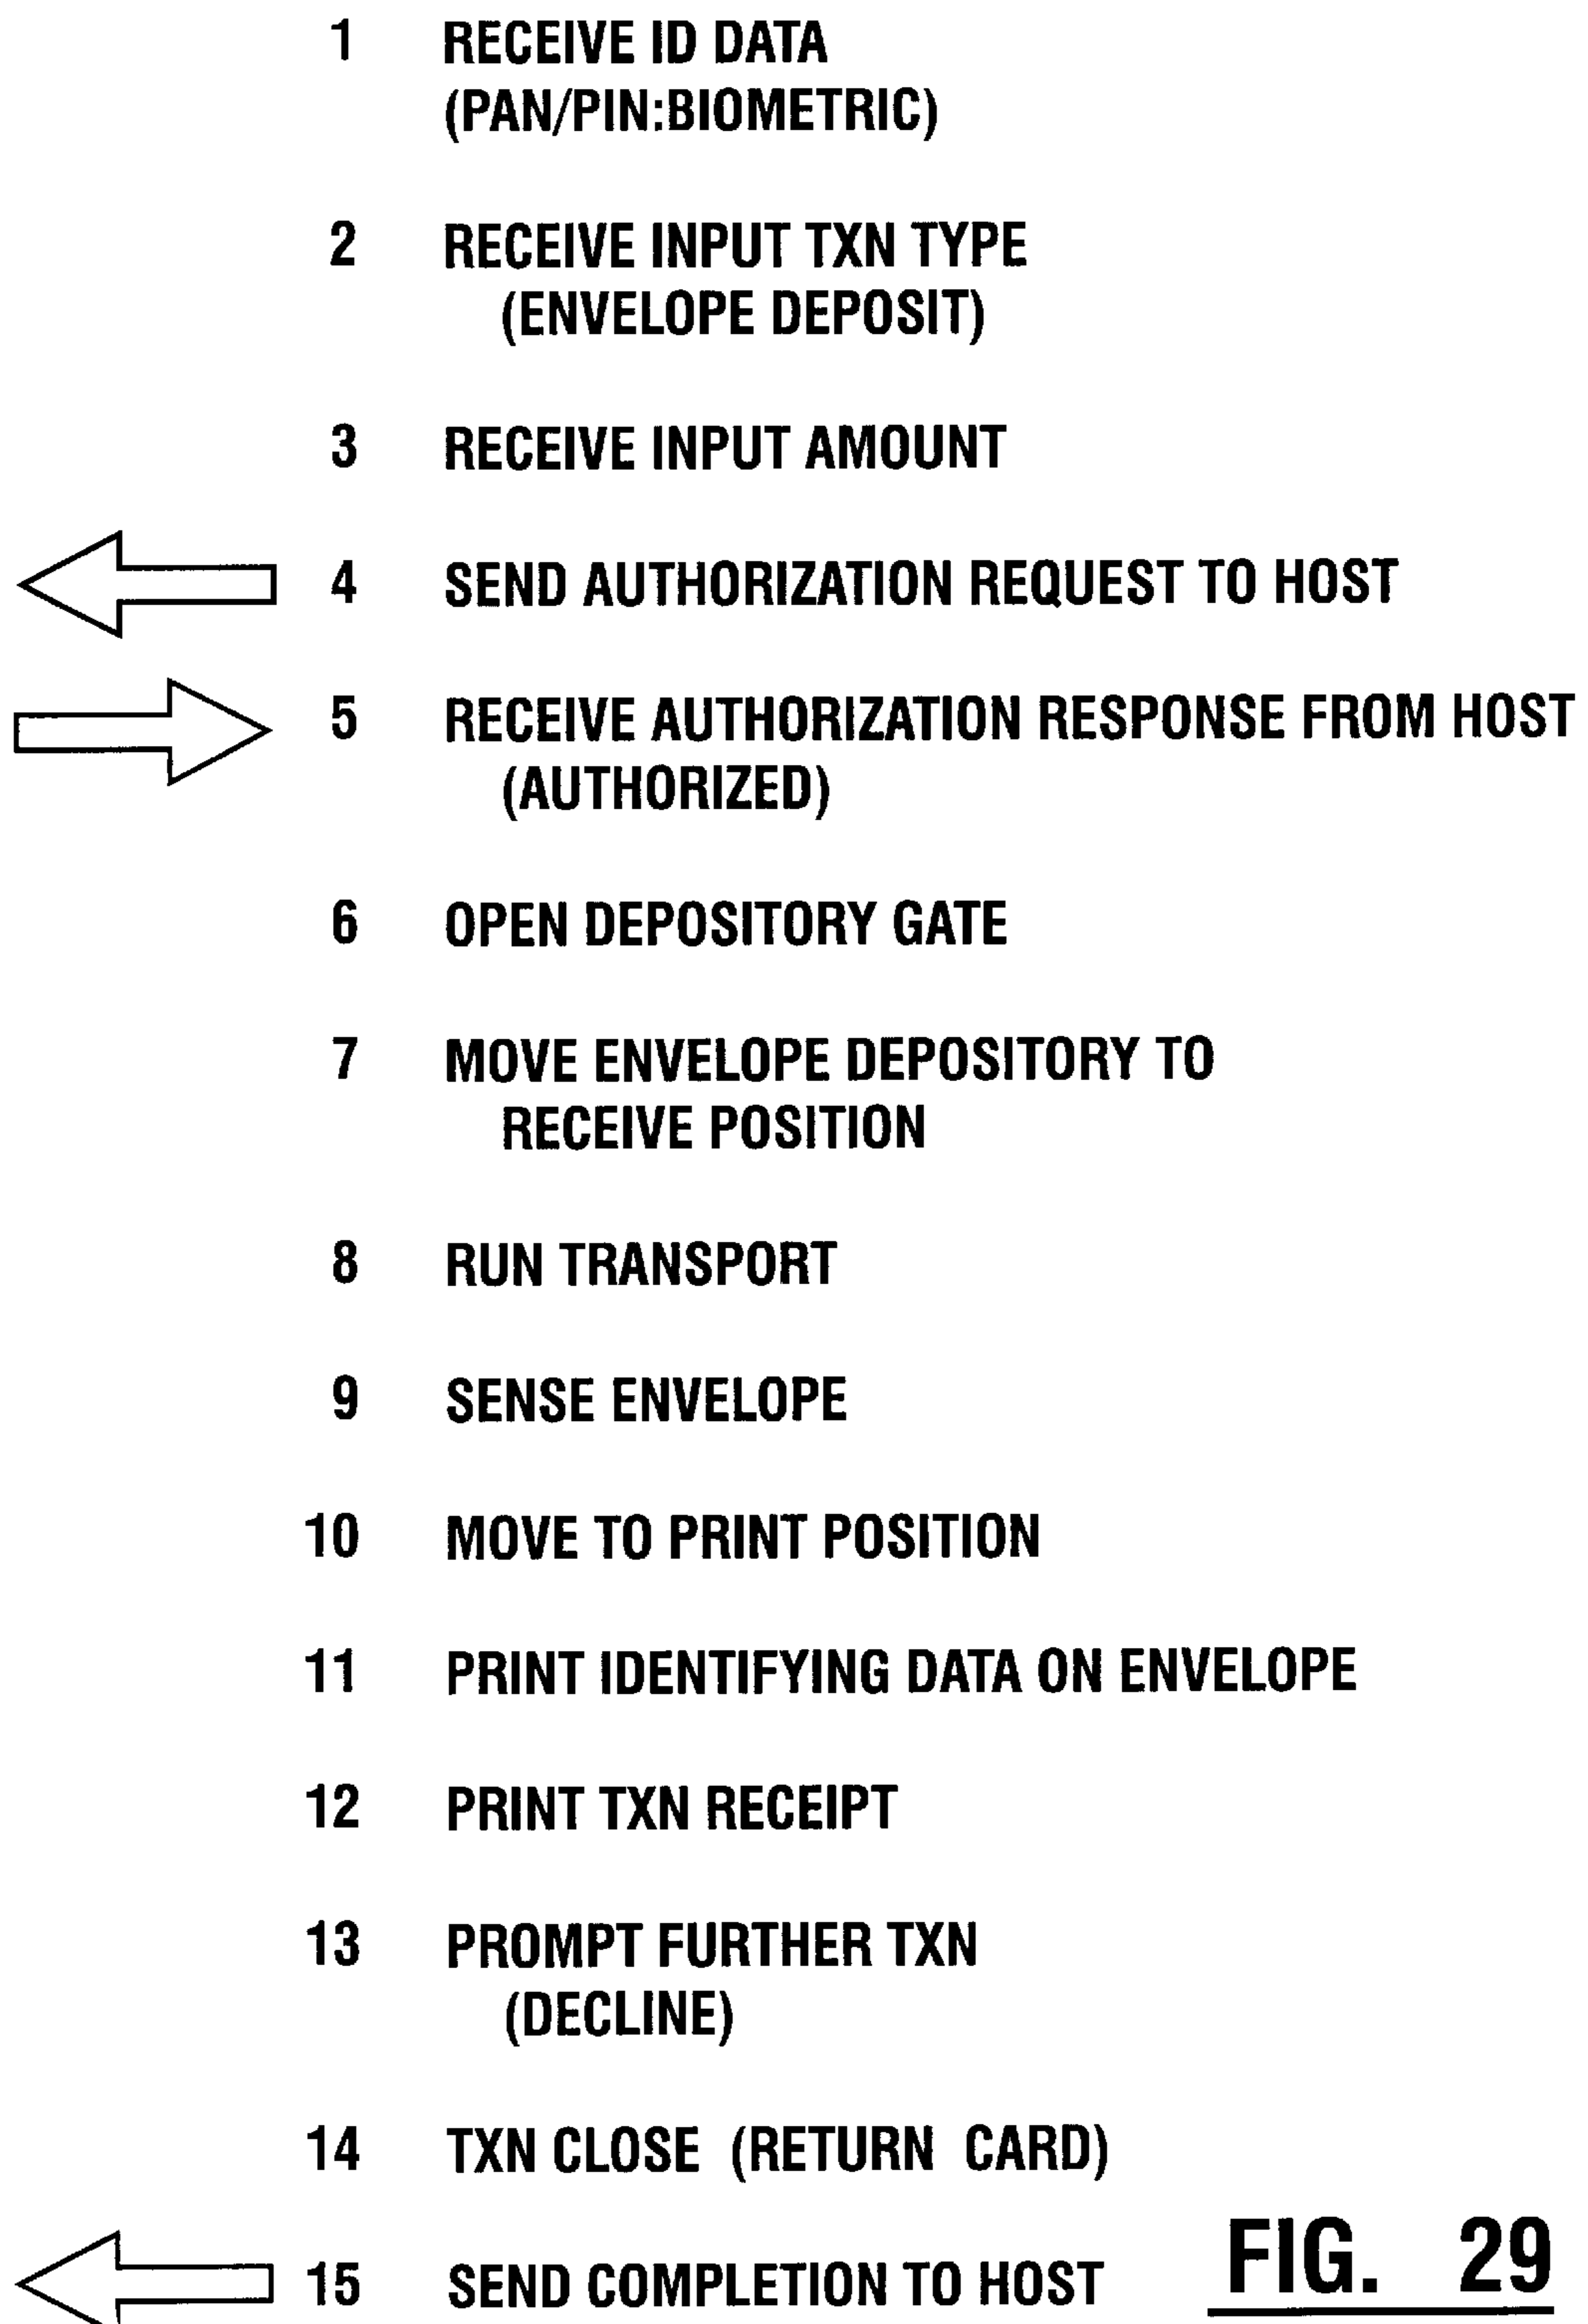 1 RECEIVE ID DATA
(PAN/PIN:BIOMETRIC)
2 RECEIVE INPUT TXN TYPE
(ENVELOPE DEPOSIT)
3 RECEIVE INPUT AMOUNT
4 SEND AUTHORIZATION REQUEST TO HOST
5 RECEIVE AUTHORIZATION RESPONSE FROM HOST
(AUTHORIZED)
6 OPEN DEPOSITORY GATE
7 MOVE ENVELOPE DEPOSITORY TO
RECEIVE POSITION
8 RUN TRANSPORT
9 SENSE ENVELOPE
10 MOVE TO PRINT POSITION
11 PRINT IDENTIFYING DATA ON ENVELOPE
12 PRINT TXN RECEIPT
13 PROMPT FURTHER TXN
(DECLINE)
14 TXN CLOSE (RETURN CARD)
15 SEND COMPLETION TO HOST
FIG. 29